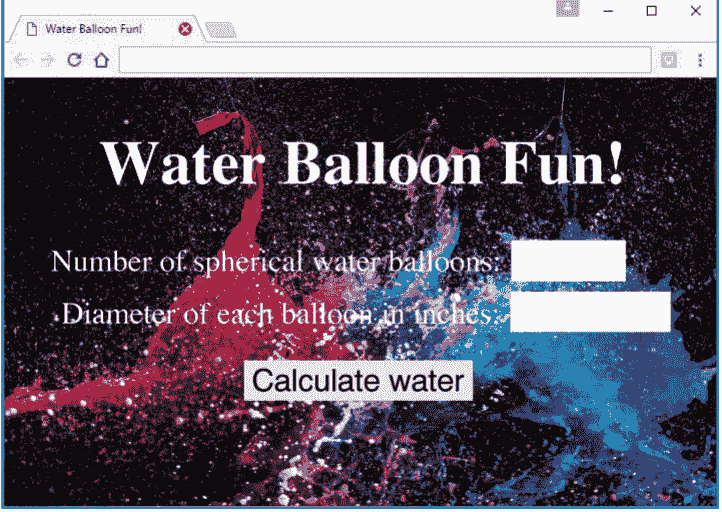 Water Balloon Fun!
Water Balloon Fun!
Number of spherical water balloons:
Diameter of each balloon in inches:
Calculate water